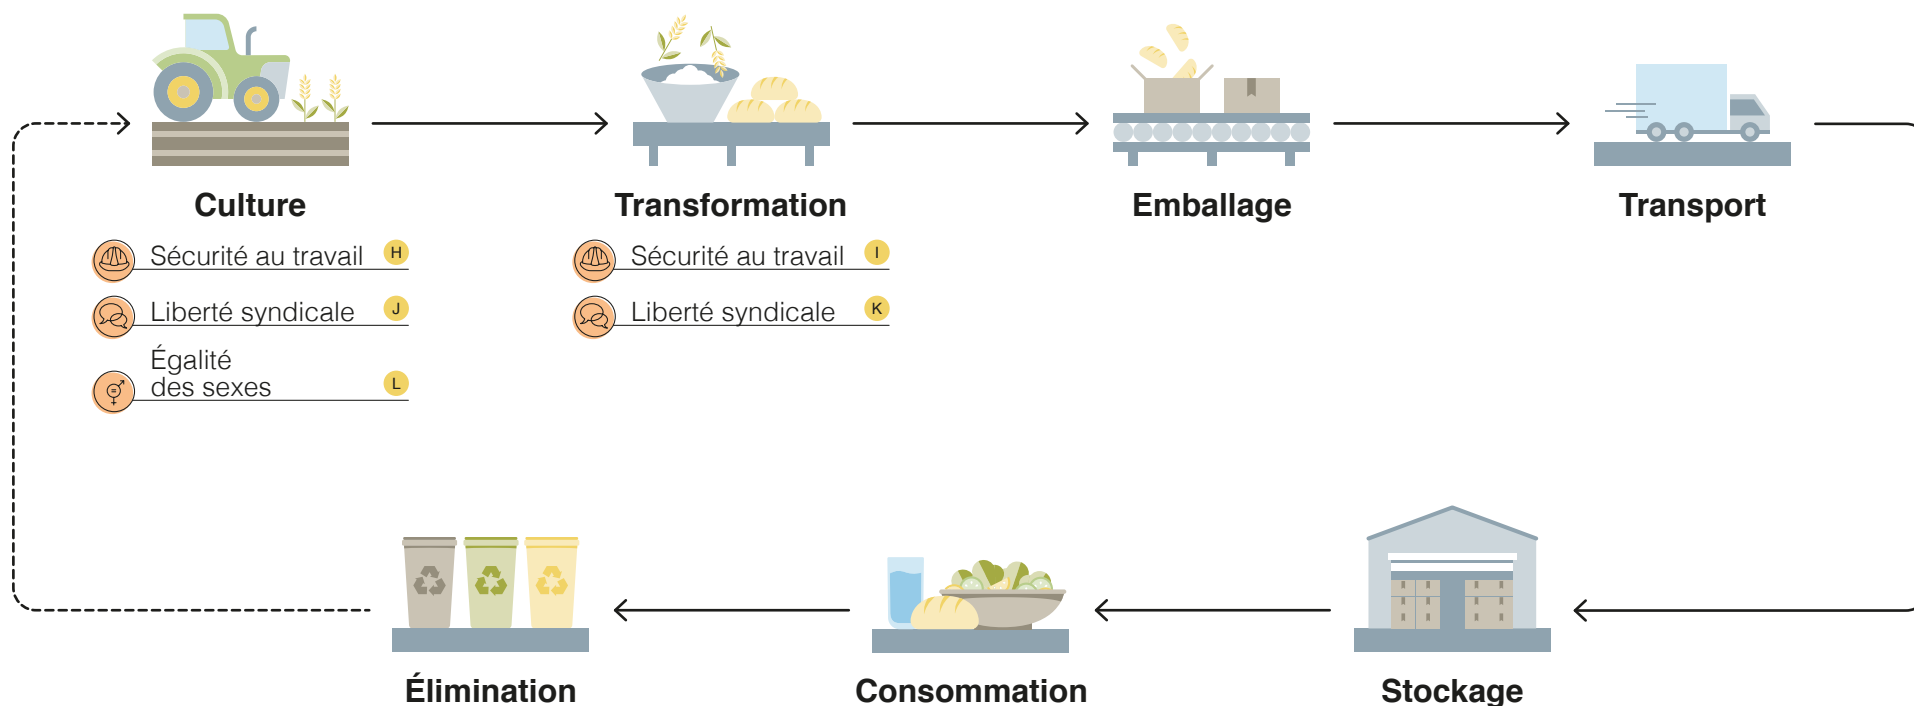 Culture
Transformation
Emballage
Transport
Sécurité au travail H
Liberté syndicale J
Égalité
des sexes L
Sécurité au travail I
Liberté syndicale K
Élimination
Consommation
Stockage